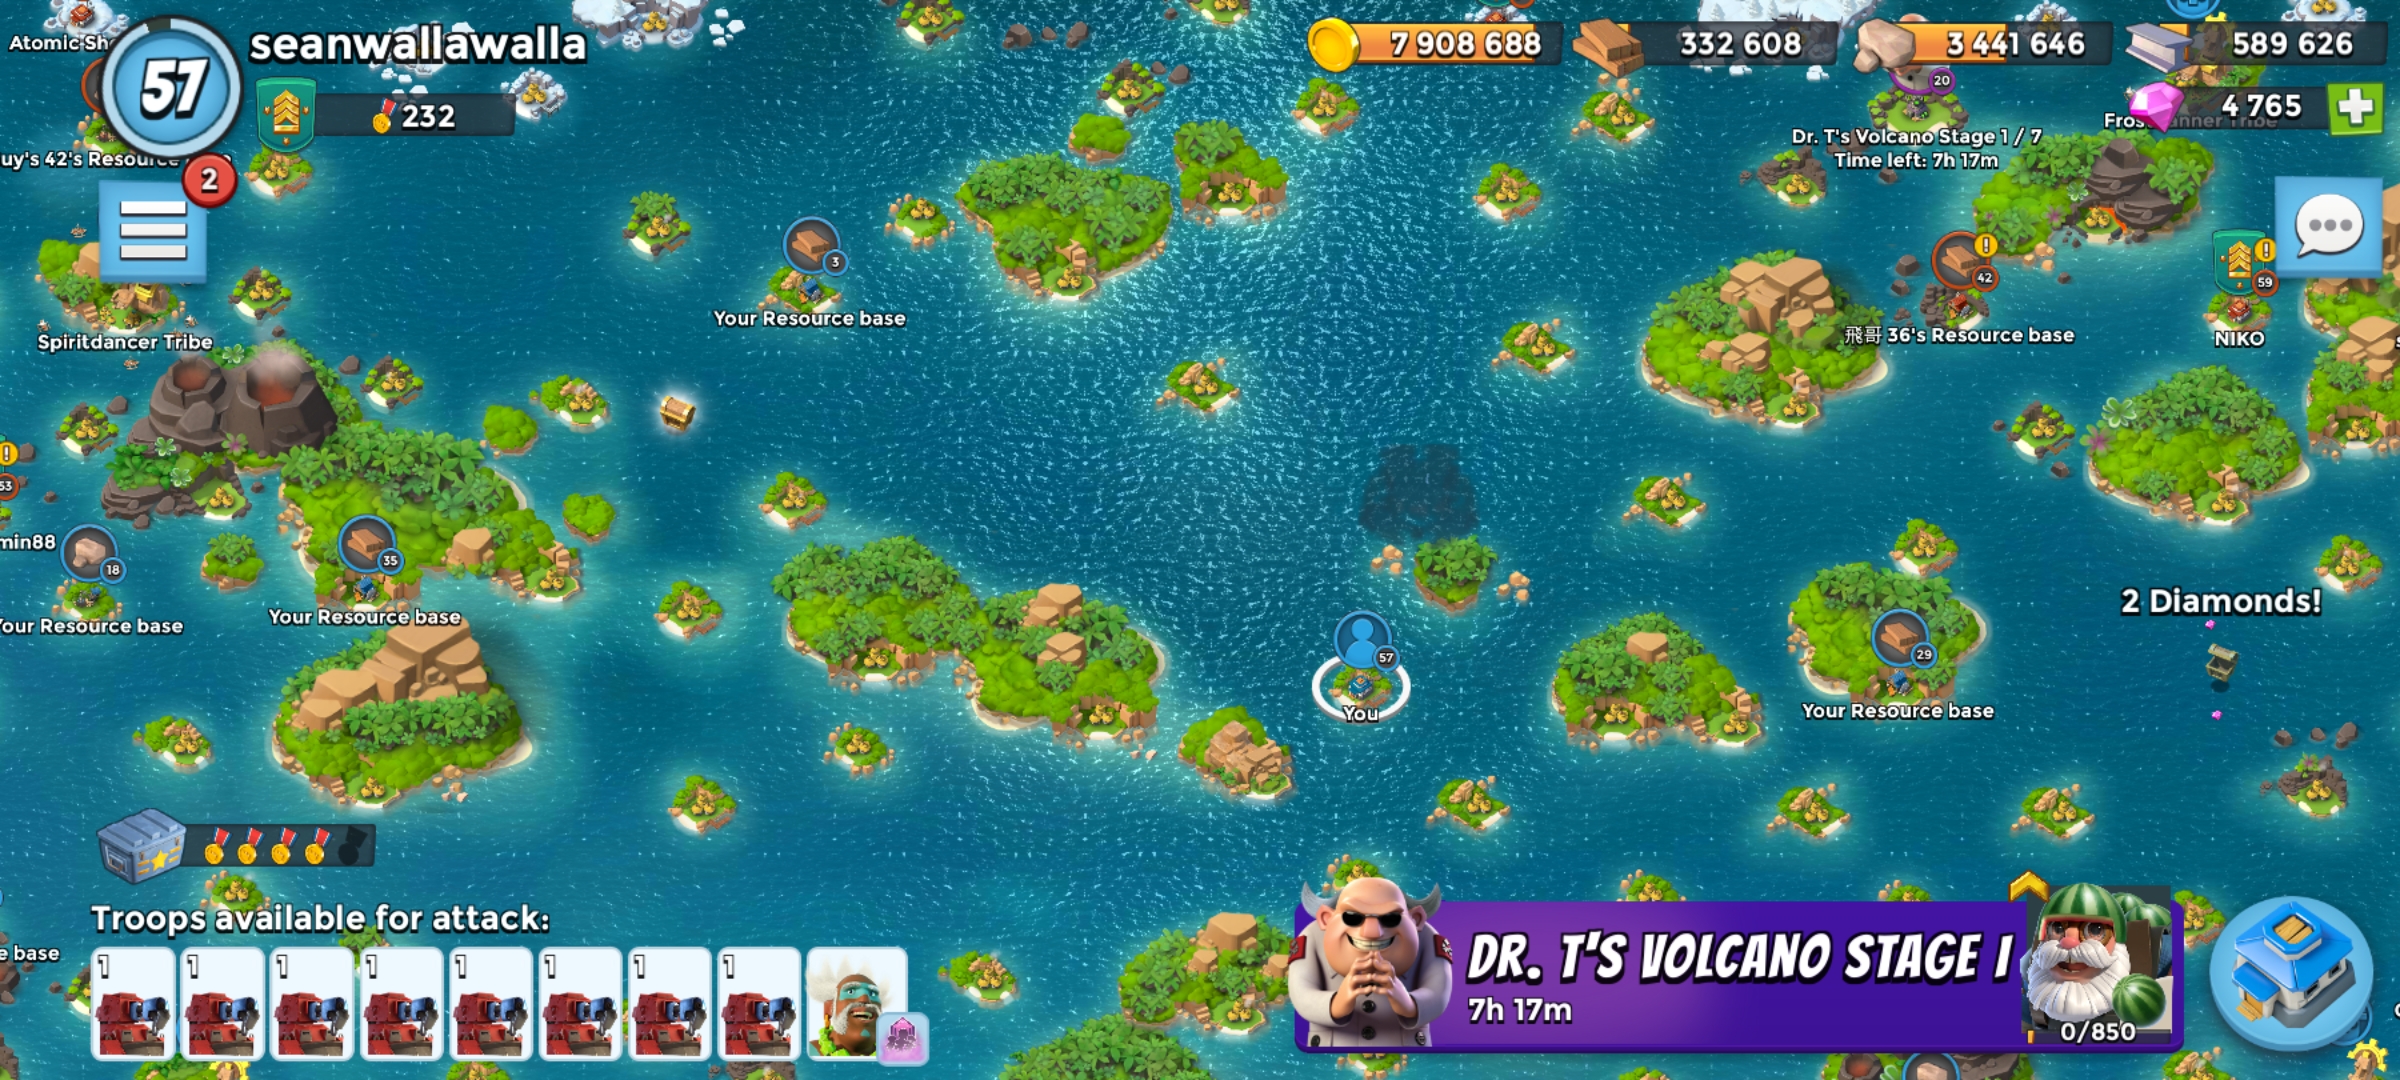 seanwallawalla
7 908 688
332 608
3 441 646
589 626
Atomic
57
232
20
4 765
Dr. T's Volcano Stage 1 / 7
Time left: 7h 17m
uy's 42's
2
3
Your Resource base
42
59
飛哥 36's Resource base
NIKO
Spiritdancer Tribe
53
min88
18
35
Your Resource base
Your Resource base
57
You
29
Your Resource base
2 Diamonds!
Troops available for attack:
e base
1
1
1
1
1
1
1
1
DR. T'S VOLCANO STAGE 1
7h 17m
0/850